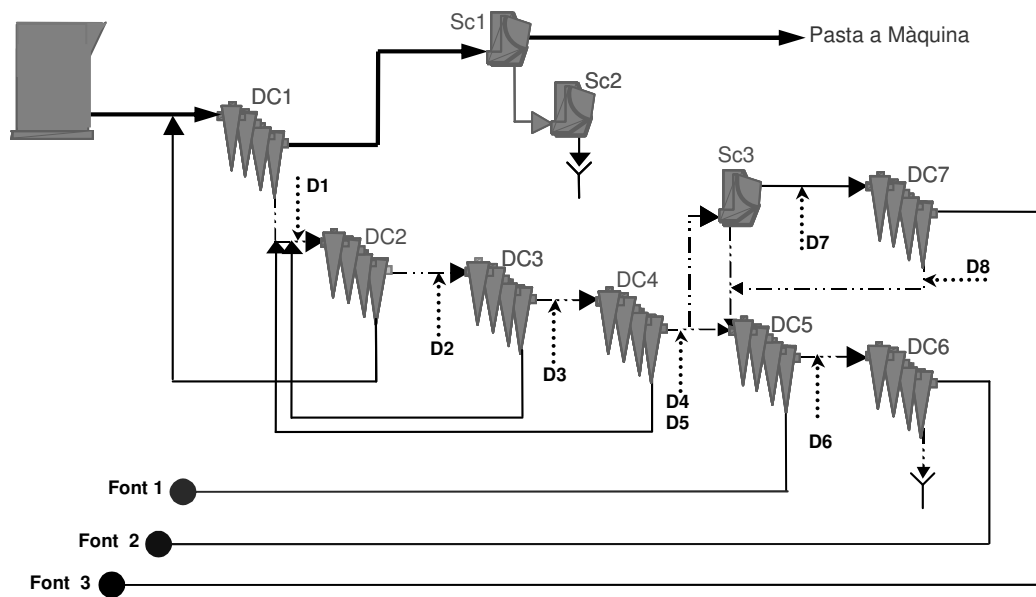 Sc1
Pasta a Màquina
Sc2
DC1
Sc3
D1
DC7
DC2
D7
DC3
D8
DC4
DC5
D2
DC6
D3
D4
D5
D6
Font 1
Font 2
Font 3